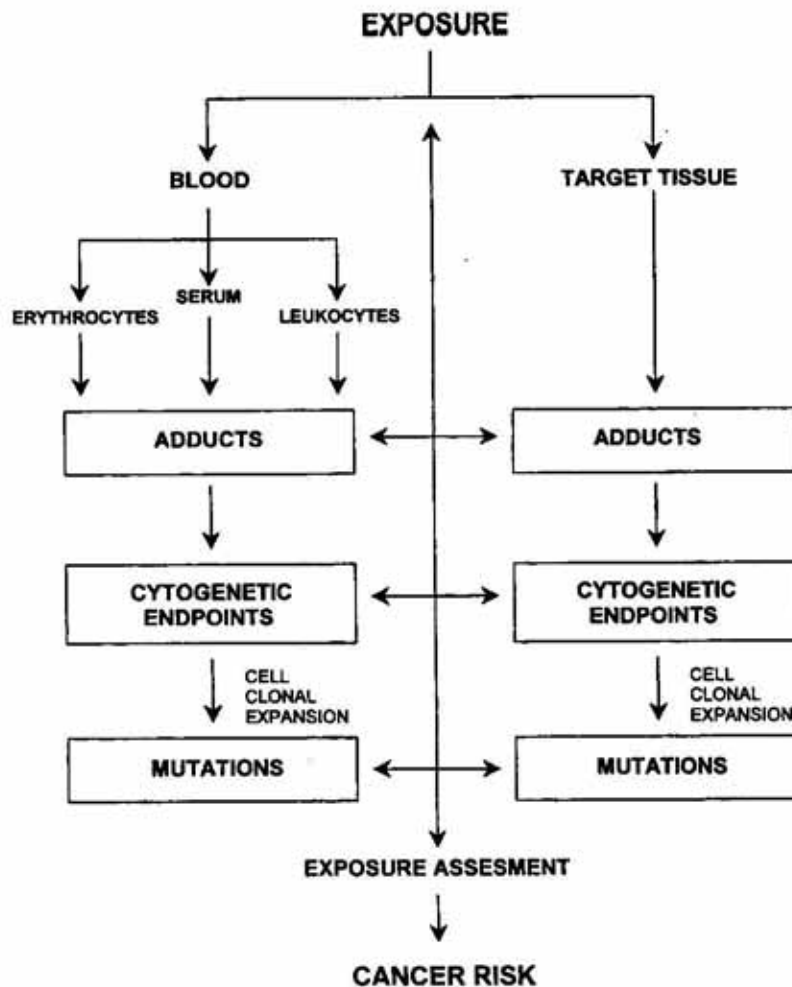 EXPOSURE
BLOOD
TARGET TISSUE
ERYTHROCYTES
SERUM
LEUKOCYTES
ADDUCTS
ADDUCTS
CYTOGENETIC
ENDPOINTS
CYTOGENETIC
ENDPOINTS
CELL
CLONAL
EXPANSION
CELL
CLONAL
EXPANSION
MUTATIONS
MUTATIONS
EXPOSURE ASSESMENT
CANCER RISK